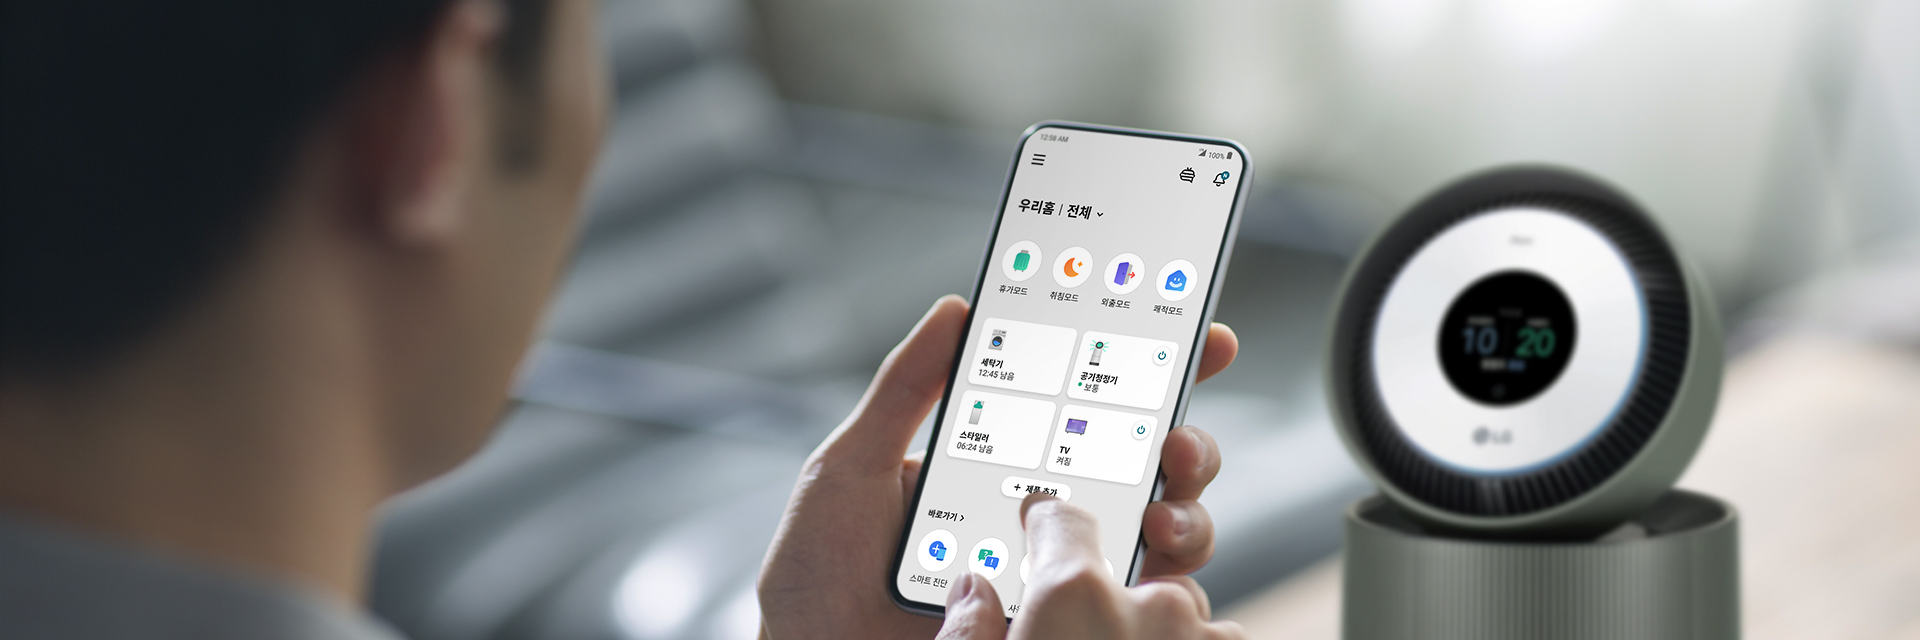 12:58 AM
100%
우리홈 | 전체
휴가모드
취침모드
외출모드
쾌적모드
세탁기
12:45 남음
공기청정기
보통
스타일러
06:24 남음
TV
켜짐
+ 제품 추가
바로가기 >
스마트 진단
10
20
LG